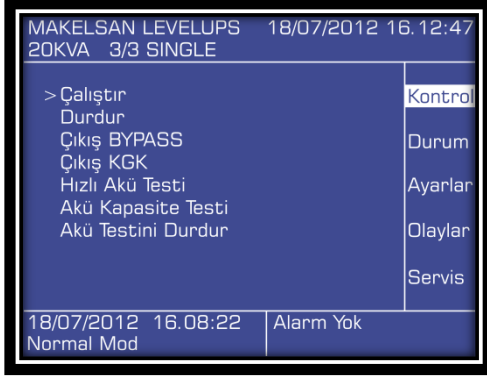 MAKELSAN LEVELUPS 18/07/2012 16.12:47
20KVA 3/3 SINGLE
>Çalıştır
Durdur
Çıkış BYPASS
Çıkış KGK
Hızlı Akü Testi
Akü Kapasite Testi
Akü Testini Durdur
Kontrol
Durum
Ayarlar
Olaylar
Servis
18/07/2012 16.08:22
Normal Mod
Alarm Yok